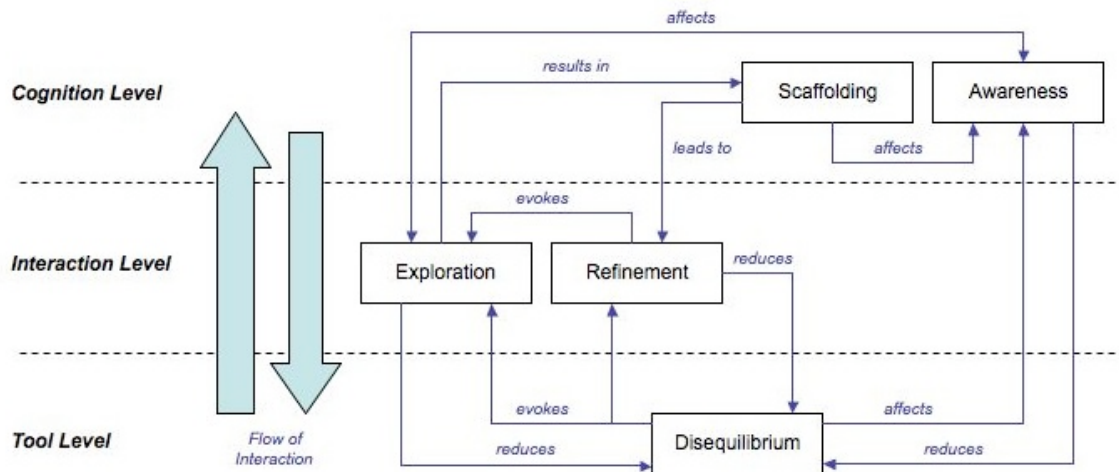 affects
results in
Cognition Level
Scaffolding
Awareness
leads to
affects
evokes
Interaction Level
Exploration
Refinement
reduces
evokes
affects
Tool Level
Flow of
Interaction
reduces
Disequilibrium
reduces